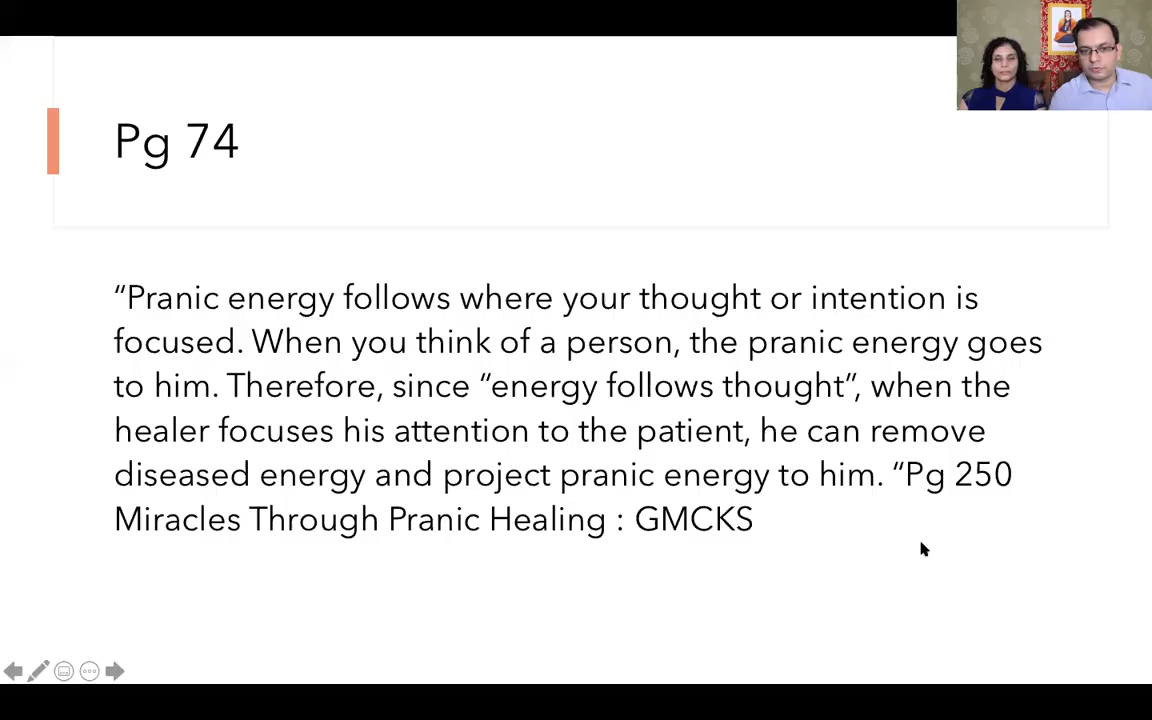 Pg 74
“Pranic energy follows where your thought or intention is
focused. When you think of a person, the pranic energy goes
to him. Therefore, since “energy follows thought”, when the
healer focuses his attention to the patient, he can remove
diseased energy and project pranic energy to him. “Pg 250
Miracles Through Pranic Healing : GMCKS